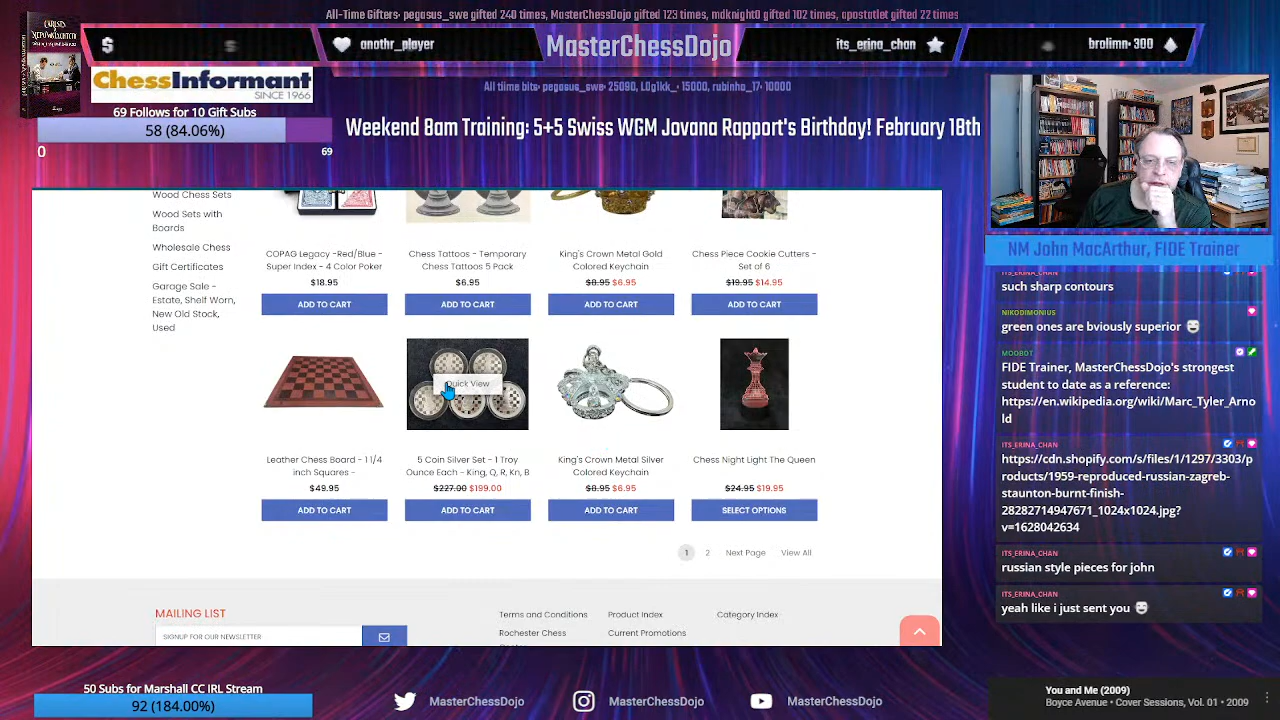 All-Time Gifters• pegasus_swe gifted 240 times, MasterChessDojo gifted 123 times, mdknight0 gifted 102 times, apostatlet gifted 22 times
$ s
anothr_player
MasterChessDojo
its_erina_chan
brolimn• 300
All tiime bits• pegasus_swe• 25090, L0g1kk_• 15000, rubinho_17• 10000
ChessInformant
SINCE 1966
69 Follows for 10 Gift Subs
58 (84.06%)
0
69
Weekend 8am Training: 5+5 Swiss WGM Jovana Rapport's Birthday! February 18th
NM John MacArthur, FIDE Trainer
Wood Chess Sets
Wood Sets with
Boards
Wholesale Chess
Gift Certificates
Garage Sale -
Estate, Shelf Worn,
New Old Stock,
Used
COPAG Legacy -Red/Blue -
Super Index - 4 Color Poker
$18.95
ADD TO CART
Chess Tattoos - Temporary
Chess Tattoos 5 Pack
$6.95
ADD TO CART
King's Crown Metal Gold
Colored Keychain
$8.95 $6.95
ADD TO CART
Chess Piece Cookie Cutters -
Set of 6
$19.95 $14.95
ADD TO CART
Quick View
Leather Chess Board - 1 1/4
inch Squares -
$49.95
ADD TO CART
5 Coin Silver Set - 1 Troy
Ounce Each - King, Q, R, Kn, B
$227.00 $199.00
ADD TO CART
King's Crown Metal Silver
Colored Keychain
$8.95 $6.95
ADD TO CART
Chess Night Light The Queen
$24.95 $19.95
SELECT OPTIONS
1 2 Next Page View All
MAILING LIST
SIGNUP FOR OUR NEWSLETTER
Terms and Conditions
Rochester Chess
Product Index
Current Promotions
Category Index
ITS_ERINA_CHAN
such sharp contours
NIKODIMONIUS
green ones are bviously superior
MOOBOT
FIDE Trainer, MasterChessDojo's strongest
student to date as a reference:
https://en.wikipedia.org/wiki/Marc_Tyler_Arno
ld
ITS_ERINA_CHAN
https://cdn.shopify.com/s/files/1/1297/3303/p
roducts/1959-reproduced-russian-zagreb-
staunton-burnt-finish-
28282714947671_1024x1024.jpg?
v=1628042634
ITS_ERINA_CHAN
russian style pieces for john
ITS_ERINA_CHAN
yeah like i just sent you
50 Subs for Marshall CC IRL Stream
92 (184.00%)
MasterChessDojo
MasterChessDojo
MasterChessDojo
You and Me (2009)
Boyce Avenue • Cover Sessions, Vol. 01 • 2009